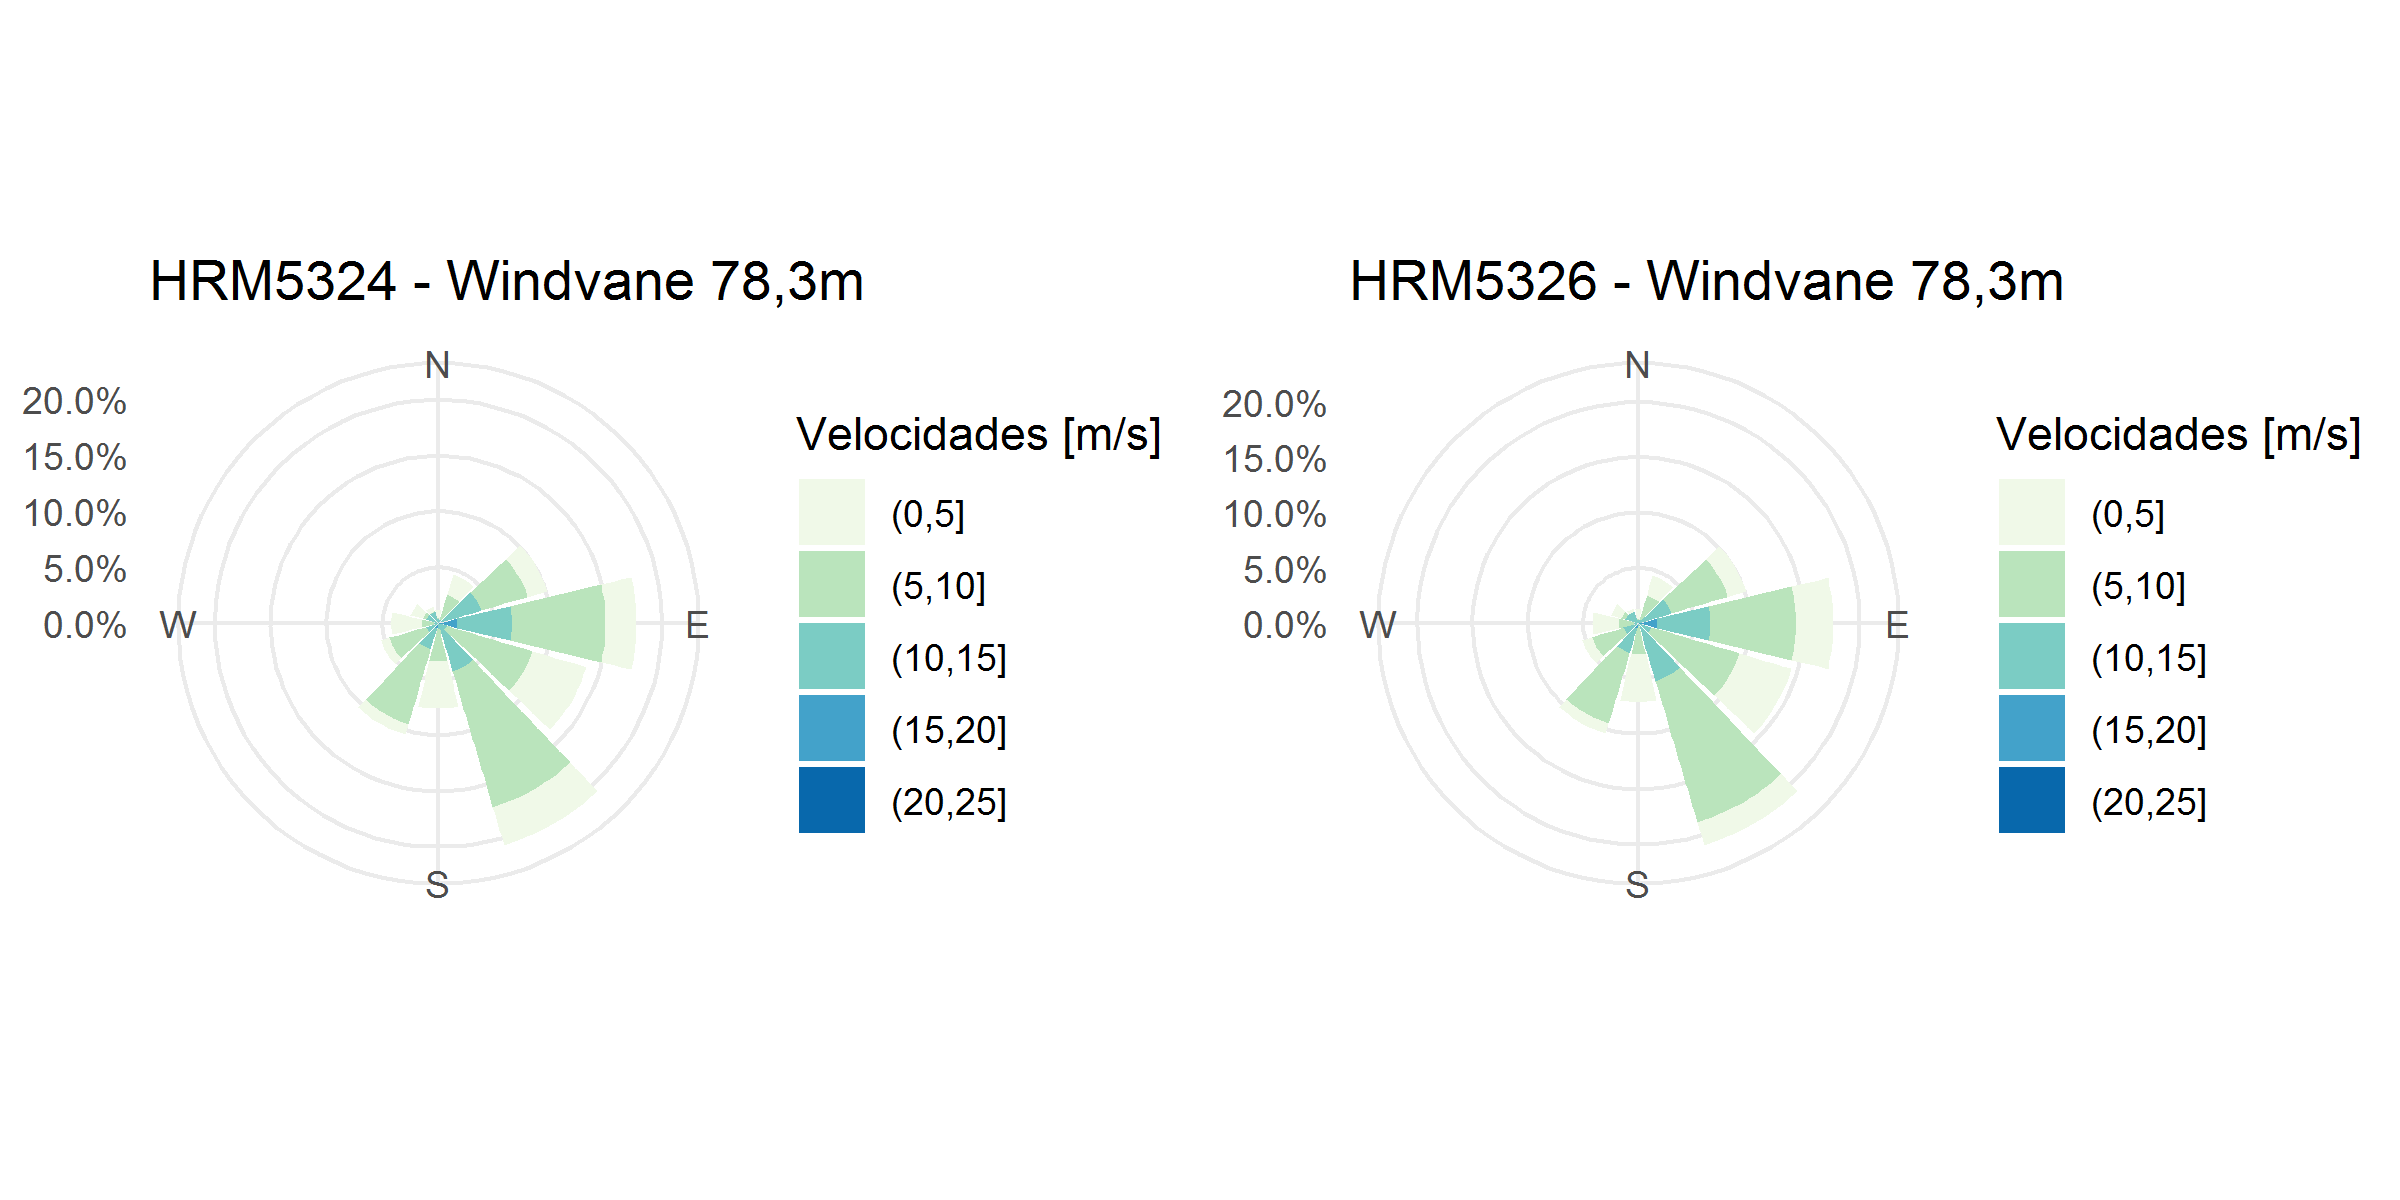 HRM5324 - Windvane 78,3m
N
20.0%
15.0%
10.0%
5.0%
0.0%
W
E
S
Velocidades [m/s]
(0,5]
(5,10]
(10,15]
(15,20]
(20,25]
HRM5326 - Windvane 78,3m
N
20.0%
15.0%
10.0%
5.0%
0.0%
W
E
S
Velocidades [m/s]
(0,5]
(5,10]
(10,15]
(15,20]
(20,25]